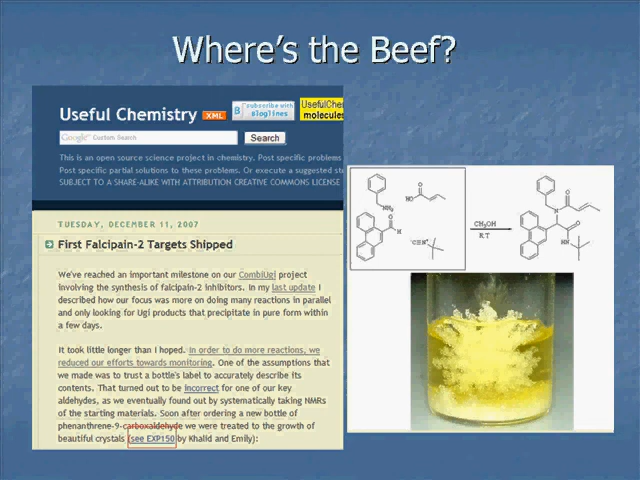 Where's the Beef?
Useful Chemistry XML
subscribe with
Bloglines
UsefulChe
molecules
Google Custom Search
Search
This is an open source science project in chemistry. Post specific problems
Post specific partial solutions to these problems. Or execute a suggested st
SUBJECT TO A SHARE-ALIKE WITH ATTRIBUTION CREATIVE COMMONS LICENSE
TUESDAY, DECEMBER 11, 2007
First Falcipain-2 Targets Shipped
We've reached an important milestone on our CombiUgi project
involving the synthesis of falcipain-2 inhibitors. In my last update I
described how our focus was more on doing many reactions in parallel
and only looking for Ugi products that precipitate in pure form within
a few days.
It took little longer than I hoped. In order to do more reactions, we
reduced our efforts towards monitoring. One of the assumptions that
we made was to trust a bottle's label to accurately describe its
contents. That turned out to be incorrect for one of our key
aldehydes, as we eventually found out by systematically taking NMRs
of the starting materials. Soon after ordering a new bottle of
phenanthrene-9-carboxaldehyde we were treated to the growth of
beautiful crystals (see EXP150 by Khalid and Emily):
NH₂
HO
O
O
H
CH₃OH
RT
O
N
O
HN